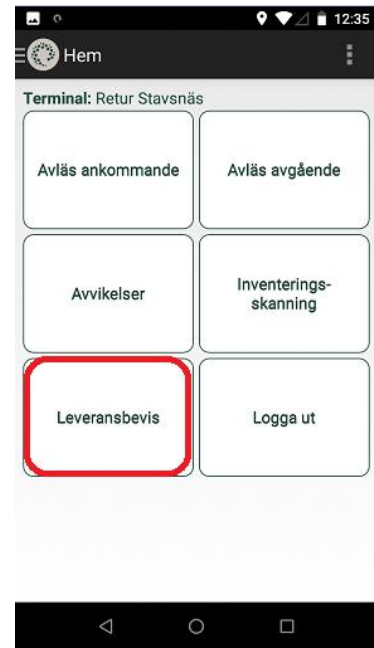 12:35
Hem
Terminal: Retur Stavsnäs
Avläs ankommande
Avläs avgående
Avvikelser
Inventerings-
skanning
Leveransbevis
Logga ut